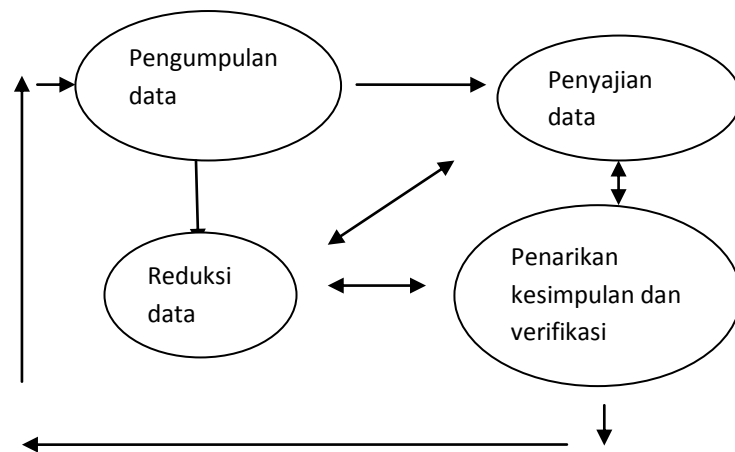 Pengumpulan
data
Penyajian
data
Reduksi
data
Penarikan
kesimpulan dan
verifikasi